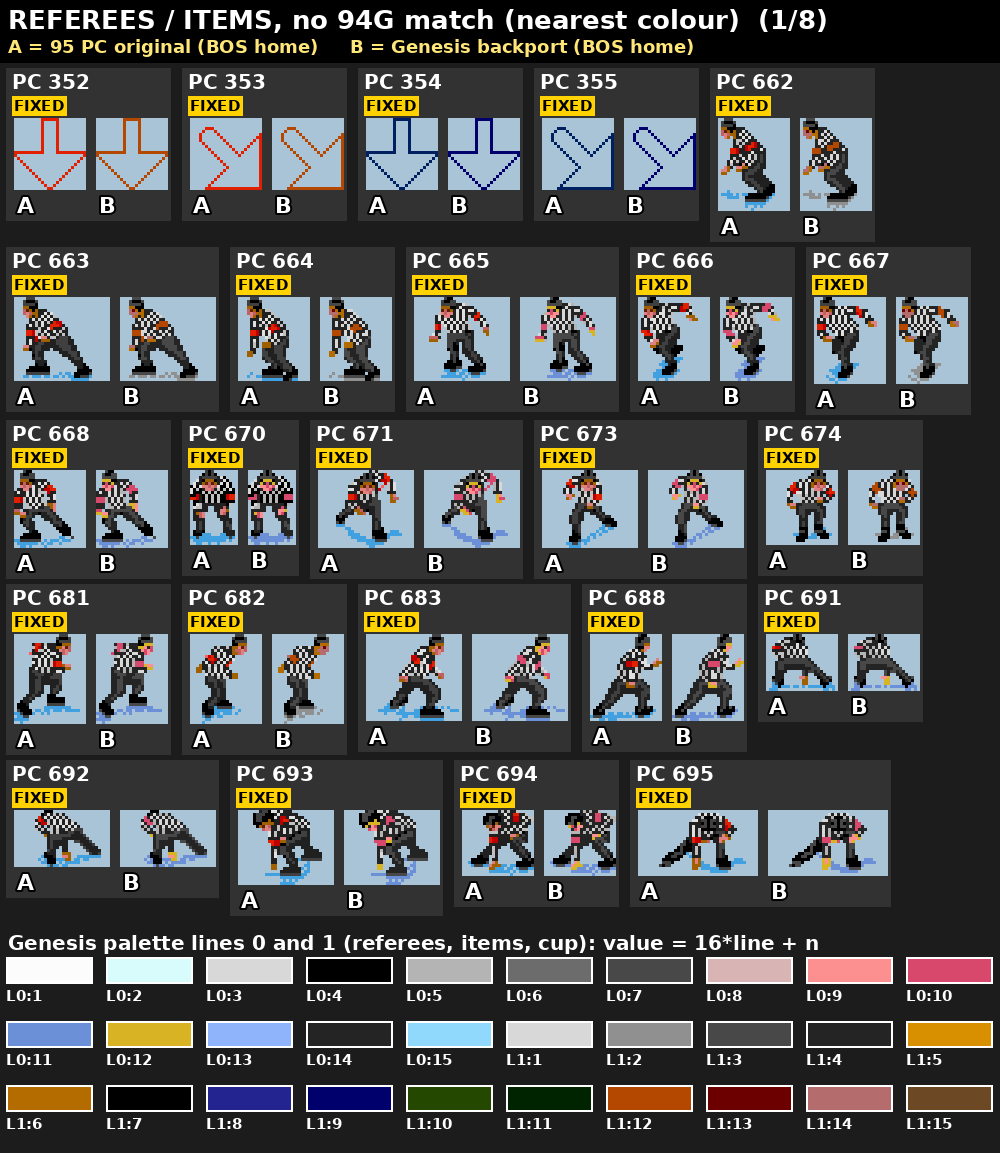 REFEREES / ITEMS, no 94G match (nearest colour)  (1/8)
A = 95 PC original (BOS home)     B = Genesis backport (BOS home)
PC 352 PC 353 PC 354 PC 355 PC 662
FIXED FIXED FIXED FIXED FIXED
A B A B A B A B A B
PC 663 PC 664 PC 665 PC 666 PC 667
FIXED FIXED FIXED FIXED FIXED
A B A B A B A B A B
PC 668 PC 670 PC 671 PC 673 PC 674
FIXED FIXED FIXED FIXED FIXED
A B A B A B A B A B
PC 681 PC 682 PC 683 PC 688 PC 691
FIXED FIXED FIXED FIXED FIXED
A B A B A B A B A B
PC 692 PC 693 PC 694 PC 695
FIXED FIXED FIXED FIXED
A B A B A B A B
Genesis palette lines 0 and 1 (referees, items, cup): value = 16*line + n
L0:1 L0:2 L0:3 L0:4 L0:5 L0:6 L0:7 L0:8 L0:9 L0:10
L0:11 L0:12 L0:13 L0:14 L0:15 L1:1 L1:2 L1:3 L1:4 L1:5
L1:6 L1:7 L1:8 L1:9 L1:10 L1:11 L1:12 L1:13 L1:14 L1:15